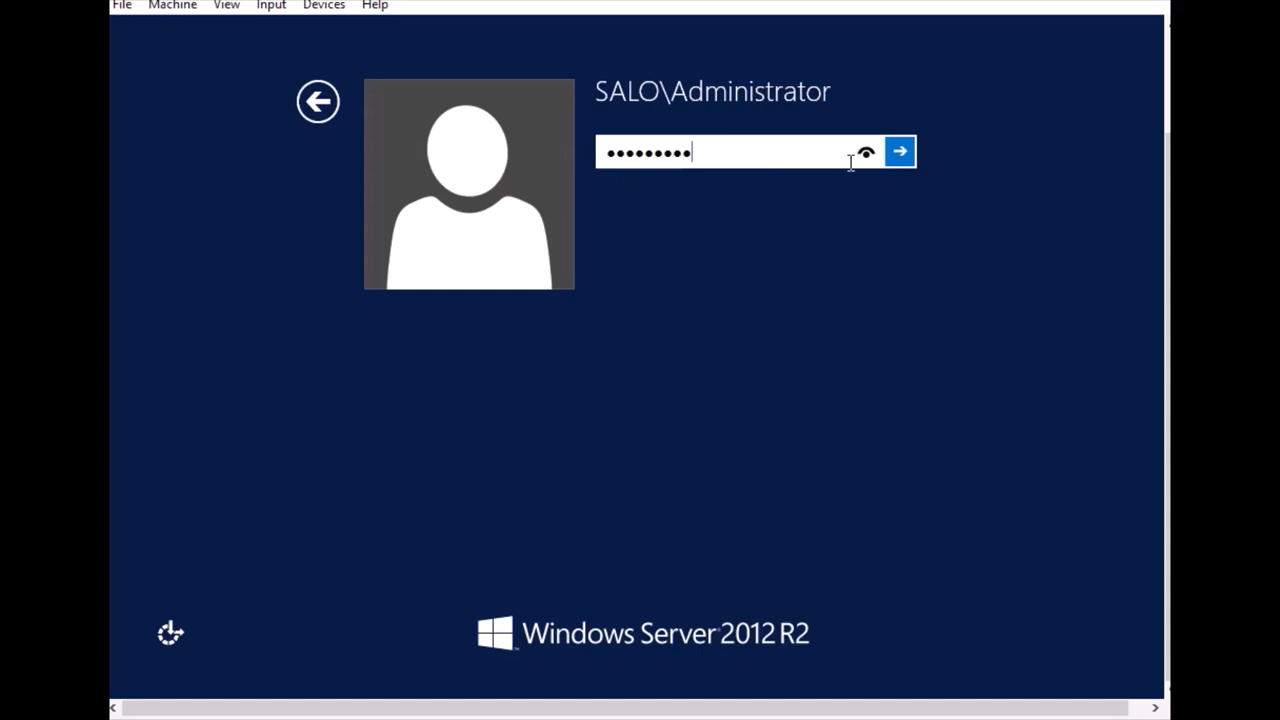 File Machine View Input Devices Help
SALO\Administrator
•••••••••
Windows Server 2012 R2